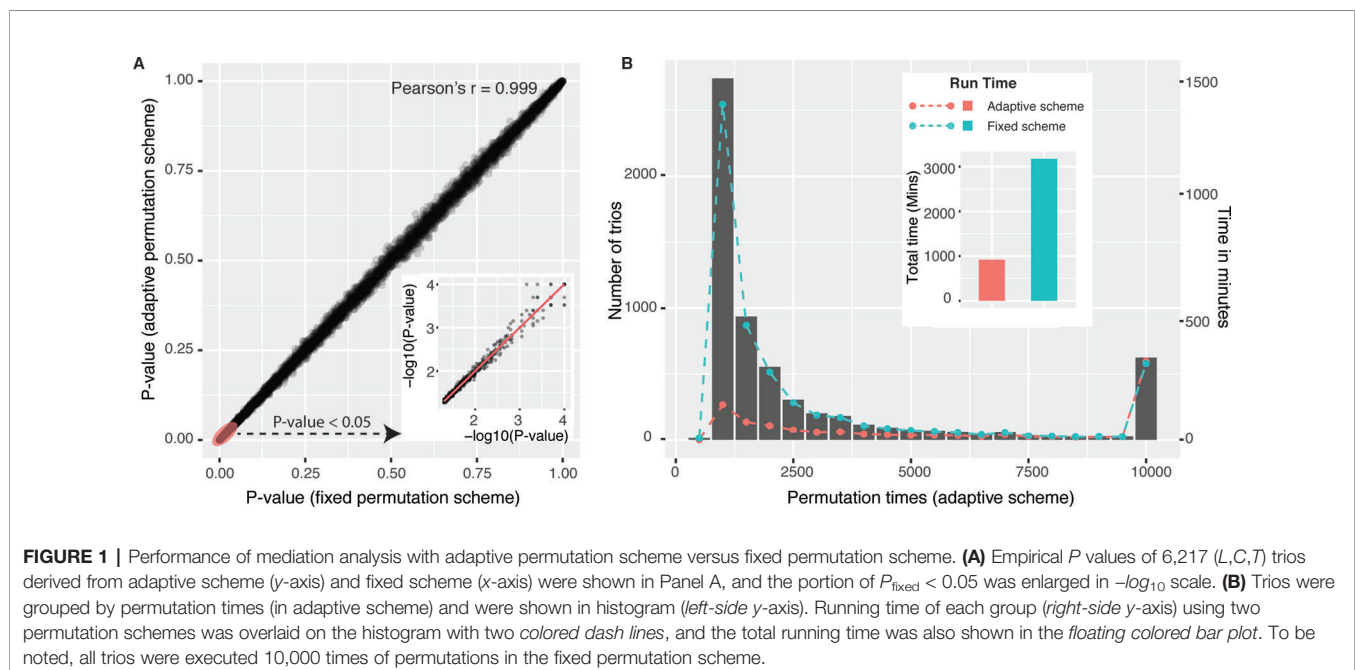 A
Pearson's r = 0.999
P-value (adaptive permutation scheme)
1.00
0.75
0.50
0.25
0.00
P-value < 0.05
−log10(P-value)
4
3
2
2
3
4
−log10(P-value)
0.00
0.25
0.50
0.75
1.00
P-value (fixed permutation scheme)
B
Number of trios
2000
1000
0
Run Time
Adaptive scheme
Fixed scheme
Total time (Mins)
3000
2000
1000
0
1500
1000
500
0
Time in minutes
0
2500
5000
7500
10000
Permutation times (adaptive scheme)
FIGURE 1 | Performance of mediation analysis with adaptive permutation scheme versus fixed permutation scheme. (A) Empirical P values of 6,217 (L,C,T) trios
derived from adaptive scheme (y-axis) and fixed scheme (x-axis) were shown in Panel A, and the portion of Pfixed < 0.05 was enlarged in −log10 scale. (B) Trios were
grouped by permutation times (in adaptive scheme) and were shown in histogram (left-side y-axis). Running time of each group (right-side y-axis) using two
permutation schemes was overlaid on the histogram with two colored dash lines, and the total running time was also shown in the floating colored bar plot. To be
noted, all trios were executed 10,000 times of permutations in the fixed permutation scheme.